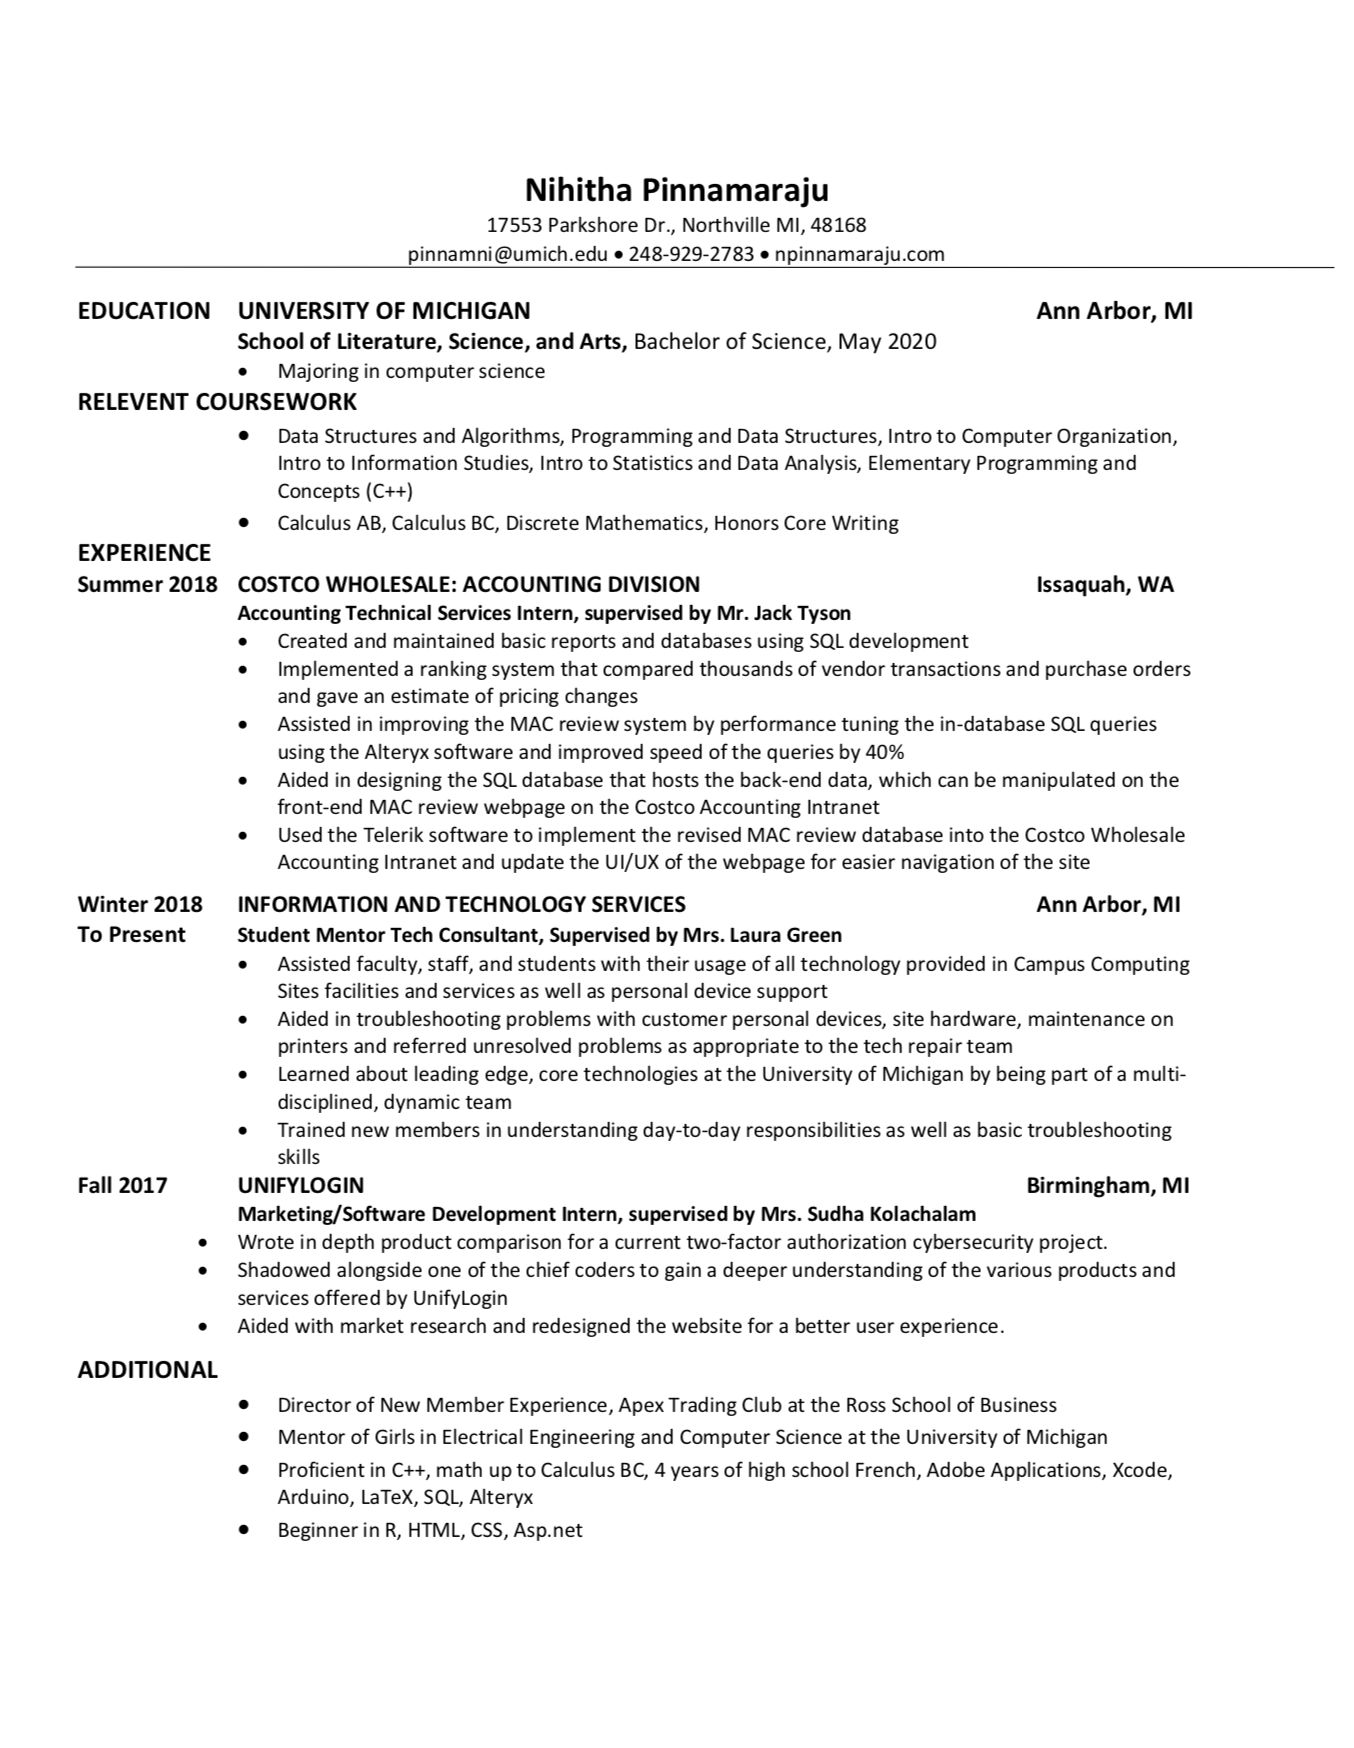 Nihitha Pinnamaraju
17553 Parkshore Dr., Northville MI, 48168
pinnamni@umich.edu • 248-929-2783 • npinnamaraju.com
EDUCATION UNIVERSITY OF MICHIGAN Ann Arbor, MI
School of Literature, Science, and Arts, Bachelor of Science, May 2020
• Majoring in computer science
RELEVENT COURSEWORK
• Data Structures and Algorithms, Programming and Data Structures, Intro to Computer Organization,
Intro to Information Studies, Intro to Statistics and Data Analysis, Elementary Programming and
Concepts (C++)
• Calculus AB, Calculus BC, Discrete Mathematics, Honors Core Writing
EXPERIENCE
Summer 2018 COSTCO WHOLESALE: ACCOUNTING DIVISION Issaquah, WA
Accounting Technical Services Intern, supervised by Mr. Jack Tyson
• Created and maintained basic reports and databases using SQL development
• Implemented a ranking system that compared thousands of vendor transactions and purchase orders
and gave an estimate of pricing changes
• Assisted in improving the MAC review system by performance tuning the in-database SQL queries
using the Alteryx software and improved speed of the queries by 40%
• Aided in designing the SQL database that hosts the back-end data, which can be manipulated on the
front-end MAC review webpage on the Costco Accounting Intranet
• Used the Telerik software to implement the revised MAC review database into the Costco Wholesale
Accounting Intranet and update the UI/UX of the webpage for easier navigation of the site
Winter 2018 INFORMATION AND TECHNOLOGY SERVICES Ann Arbor, MI
To Present Student Mentor Tech Consultant, Supervised by Mrs. Laura Green
• Assisted faculty, staff, and students with their usage of all technology provided in Campus Computing
Sites facilities and services as well as personal device support
• Aided in troubleshooting problems with customer personal devices, site hardware, maintenance on
printers and referred unresolved problems as appropriate to the tech repair team
• Learned about leading edge, core technologies at the University of Michigan by being part of a multi-
disciplined, dynamic team
• Trained new members in understanding day-to-day responsibilities as well as basic troubleshooting
skills
Fall 2017 UNIFYLOGIN Birmingham, MI
Marketing/Software Development Intern, supervised by Mrs. Sudha Kolachalam
• Wrote in depth product comparison for a current two-factor authorization cybersecurity project.
• Shadowed alongside one of the chief coders to gain a deeper understanding of the various products and
services offered by UnifyLogin
• Aided with market research and redesigned the website for a better user experience.
ADDITIONAL
• Director of New Member Experience, Apex Trading Club at the Ross School of Business
• Mentor of Girls in Electrical Engineering and Computer Science at the University of Michigan
• Proficient in C++, math up to Calculus BC, 4 years of high school French, Adobe Applications, Xcode,
Arduino, LaTeX, SQL, Alteryx
• Beginner in R, HTML, CSS, Asp.net